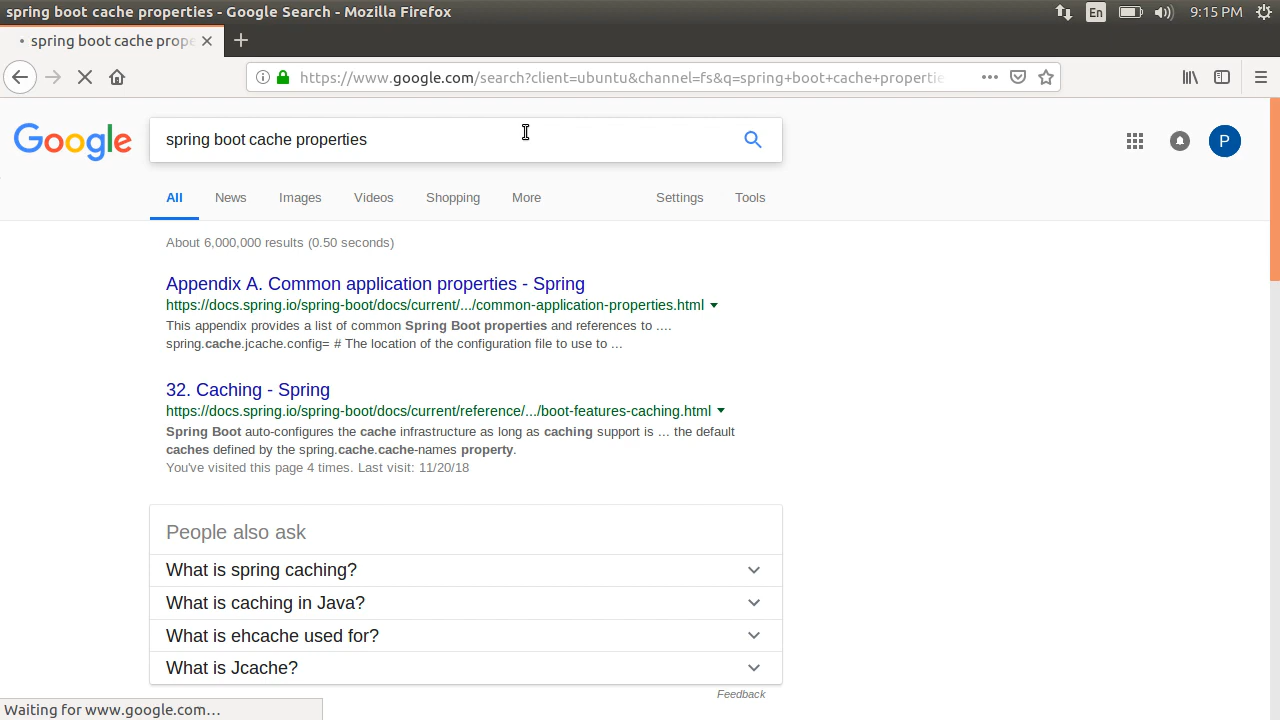 spring boot cache properties - Google Search - Mozilla Firefox
En
9:15 PM
spring boot cache prope
https://www.google.com/search?client=ubuntu&channel=fs&q=spring+boot+cache+propertie
Google
spring boot cache properties
P
All News Images Videos Shopping More Settings Tools
About 6,000,000 results (0.50 seconds)
Appendix A. Common application properties - Spring
https://docs.spring.io/spring-boot/docs/current/.../common-application-properties.html
This appendix provides a list of common Spring Boot properties and references to ....
spring.cache.jcache.config= # The location of the configuration file to use to ...
32. Caching - Spring
https://docs.spring.io/spring-boot/docs/current/reference/.../boot-features-caching.html
Spring Boot auto-configures the cache infrastructure as long as caching support is ... the default
caches defined by the spring.cache.cache-names property.
You've visited this page 4 times. Last visit: 11/20/18
People also ask
What is spring caching?
What is caching in Java?
What is ehcache used for?
What is Jcache?
Feedback
Waiting for www.google.com…